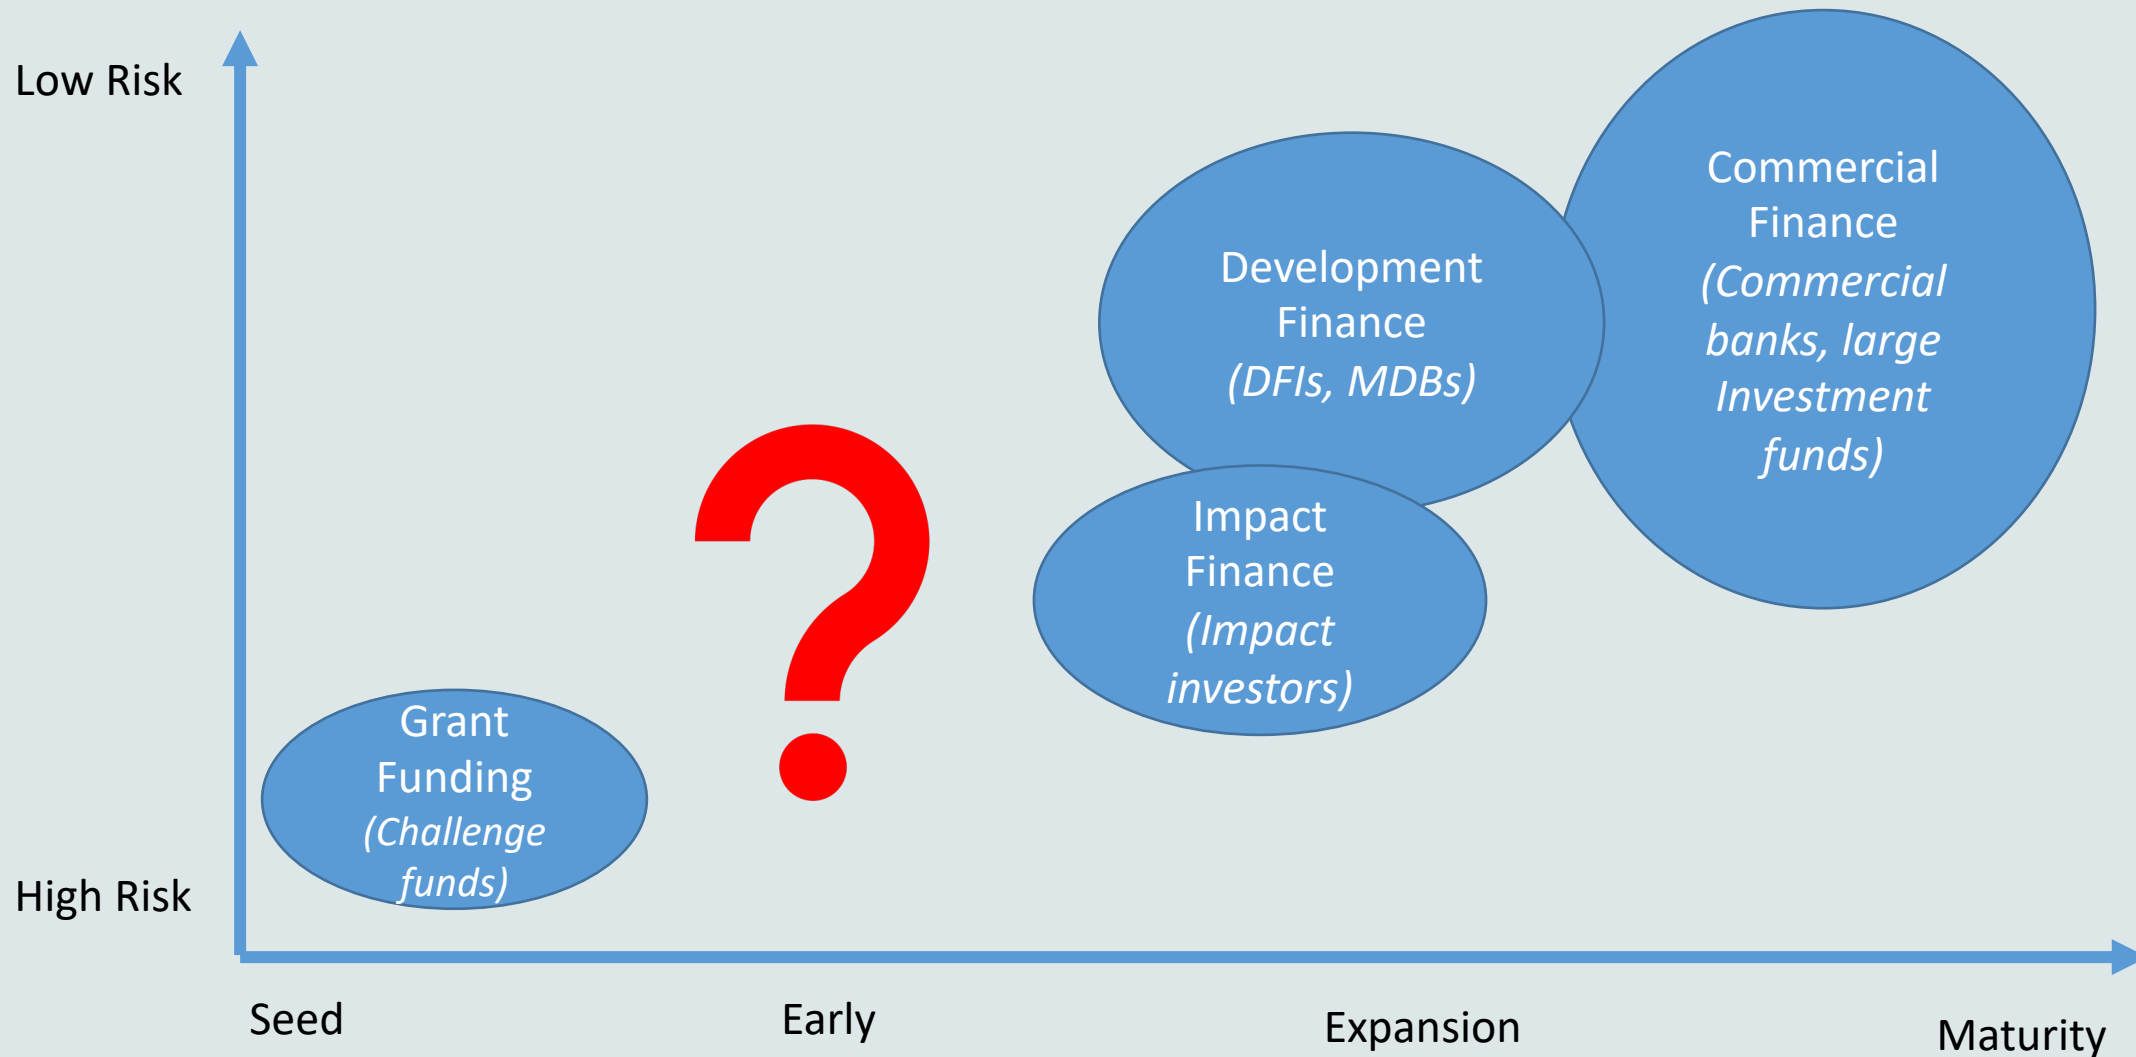 Low Risk
Commercial
Finance
(Commercial
banks, large
Investment
funds)
Development
Finance
(DFIs, MDBs)
?
Impact
Finance
(Impact
investors)
Grant
Funding
(Challenge
funds)
High Risk
Seed
Early
Expansion
Maturity